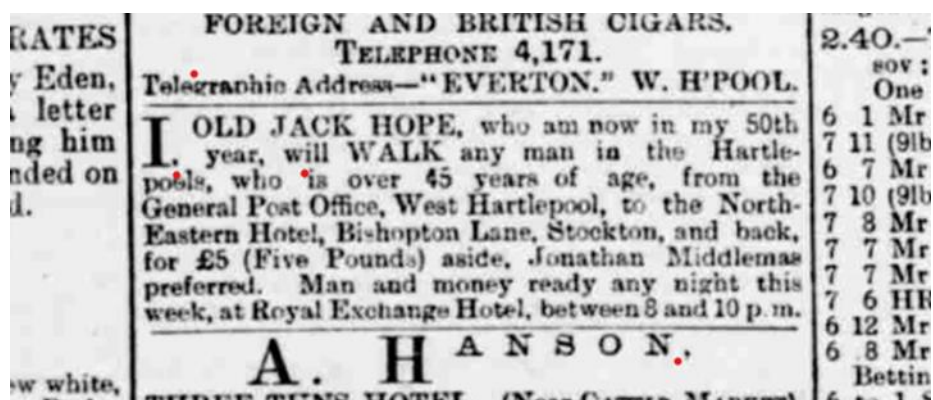 RATES
y Eden,
letter
ng him
nded on
d.
ow white,
FOREIGN AND BRITISH CIGARS.
TELEPHONE 4,171.
Telegraphic Address—"EVERTON." W. H'POOL.
I, OLD JACK HOPE, who am now in my 50th
year, will WALK any man in the Hartle-
pools, who is over 45 years of age, from the
General Post Office, West Hartlepool, to the North-
Eastern Hotel, Bishopton Lane, Stockton, and back,
for £5 (Five Pounds) aside, Jonathan Middlemas
preferred. Man and money ready any night this
week, at Royal Exchange Hotel, between 8 and 10 p.m.
A. HANSON,
THREE TUNS HOTEL
2.40.—
sov :
One
6 1 Mr
7 11 (9lb
6 7 Mr
7 10 (9lb
7 8 Mr
7 7 Mr
7 7 Mr
7 6 HR
6 12 Mr
6 8 Mr
Bettin